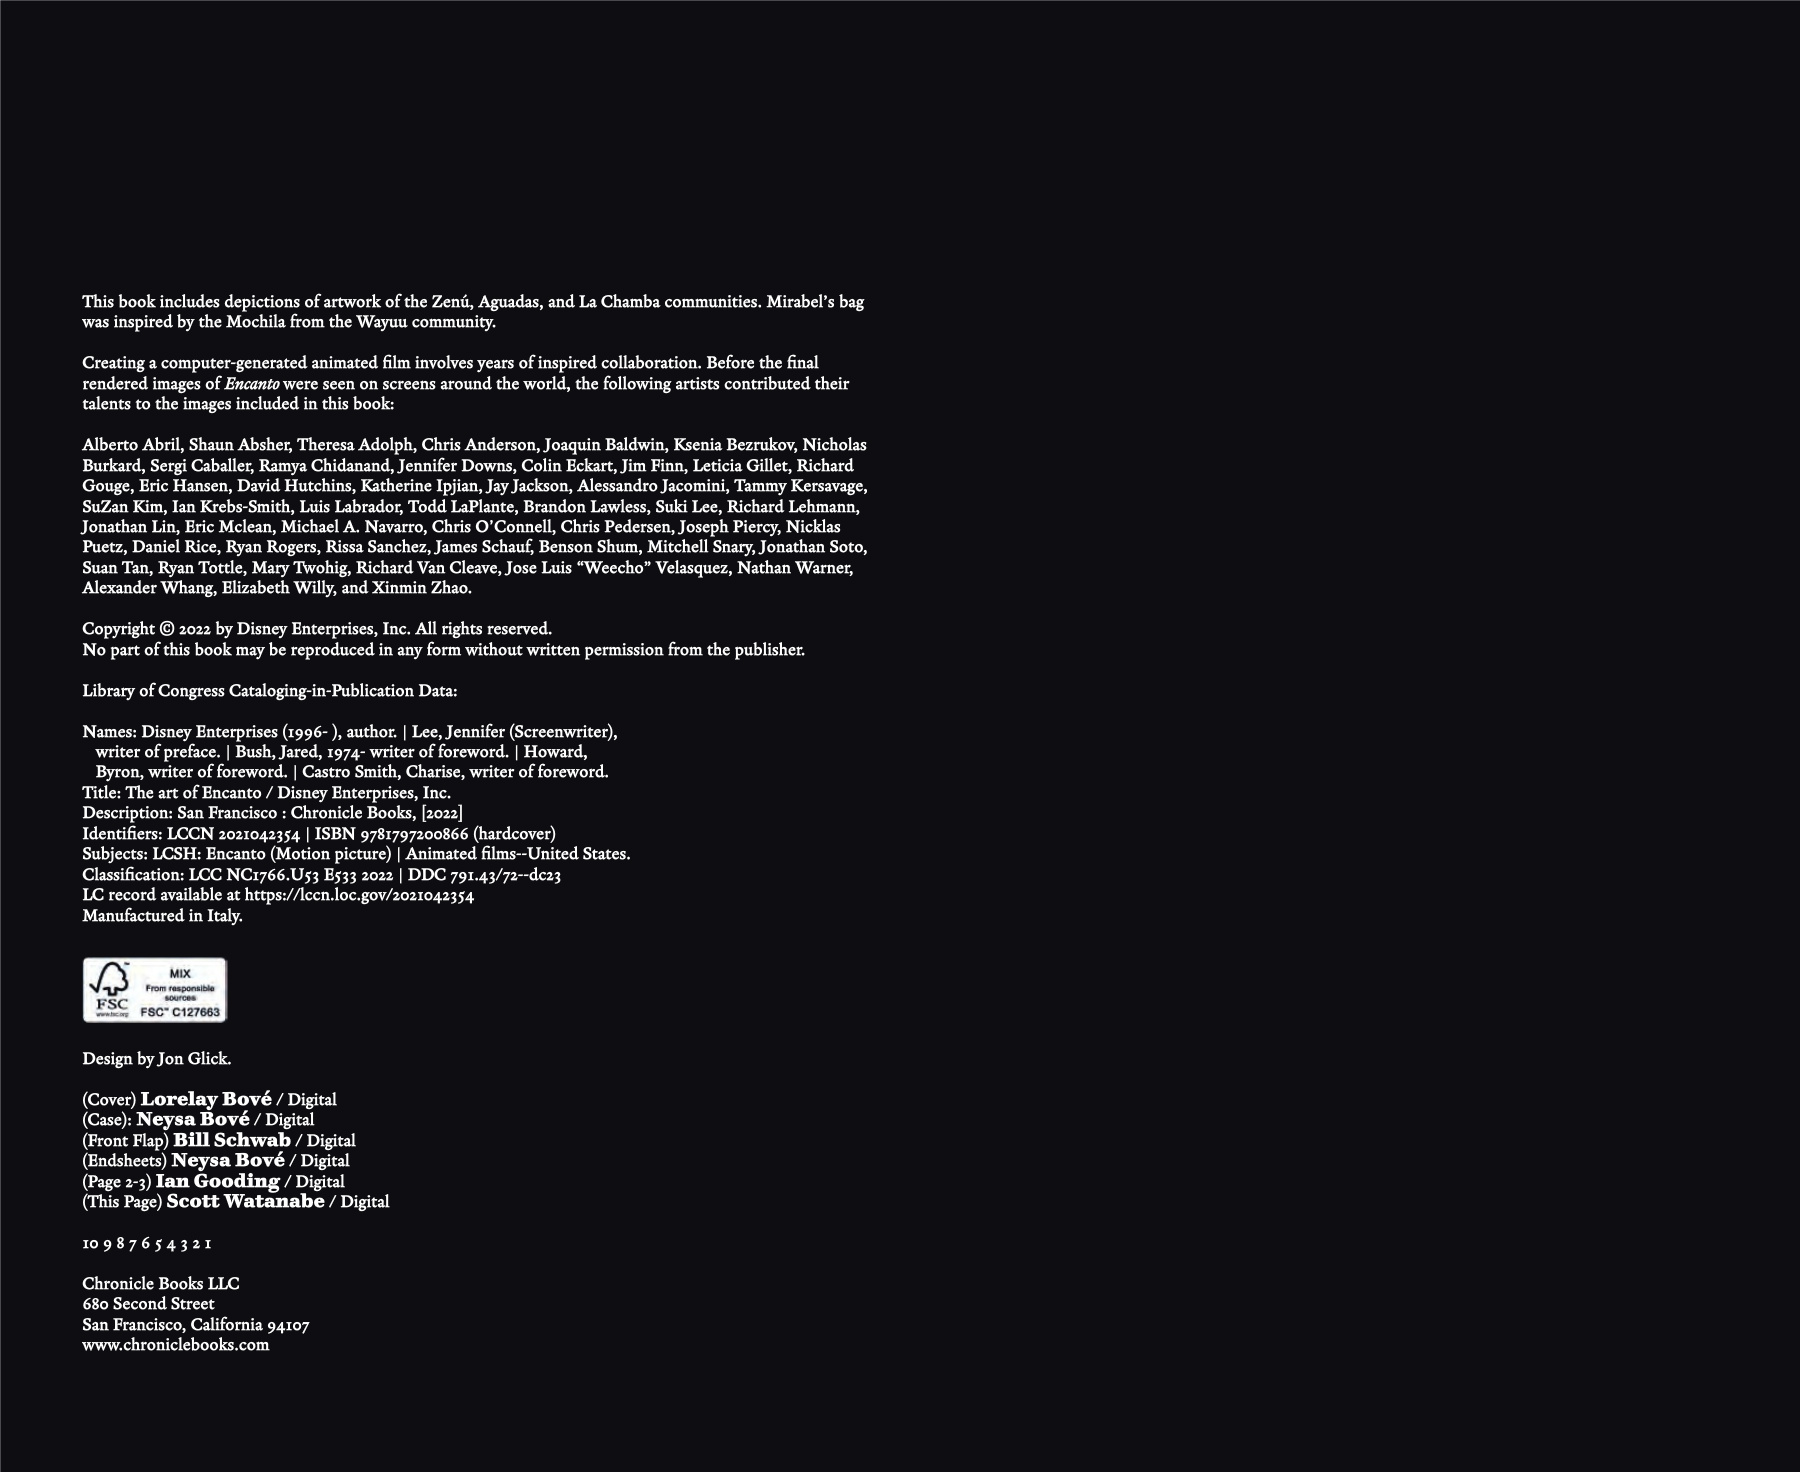 This book includes depictions of artwork of the Zenú, Aguadas, and La Chamba communities. Mirabel’s bag
was inspired by the Mochila from the Wayuu community.
Creating a computer-generated animated film involves years of inspired collaboration. Before the final
rendered images of Encanto were seen on screens around the world, the following artists contributed their
talents to the images included in this book:
Alberto Abril, Shaun Absher, Theresa Adolph, Chris Anderson, Joaquin Baldwin, Ksenia Bezrukov, Nicholas
Burkard, Sergi Caballer, Ramya Chidanand, Jennifer Downs, Colin Eckart, Jim Finn, Leticia Gillet, Richard
Gouge, Eric Hansen, David Hutchins, Katherine Ipjian, Jay Jackson, Alessandro Jacomini, Tammy Kersavage,
SuZan Kim, Ian Krebs-Smith, Luis Labrador, Todd LaPlante, Brandon Lawless, Suki Lee, Richard Lehmann,
Jonathan Lin, Eric Mclean, Michael A. Navarro, Chris O’Connell, Chris Pedersen, Joseph Piercy, Nicklas
Puetz, Daniel Rice, Ryan Rogers, Rissa Sanchez, James Schauf, Benson Shum, Mitchell Snary, Jonathan Soto,
Suan Tan, Ryan Tottle, Mary Twohig, Richard Van Cleave, Jose Luis “Weecho” Velasquez, Nathan Warner,
Alexander Whang, Elizabeth Willy, and Xinmin Zhao.
Copyright © 2022 by Disney Enterprises, Inc. All rights reserved.
No part of this book may be reproduced in any form without written permission from the publisher.
Library of Congress Cataloging-in-Publication Data:
Names: Disney Enterprises (1996- ), author. | Lee, Jennifer (Screenwriter),
writer of preface. | Bush, Jared, 1974- writer of foreword. | Howard,
Byron, writer of foreword. | Castro Smith, Charise, writer of foreword.
Title: The art of Encanto / Disney Enterprises, Inc.
Description: San Francisco : Chronicle Books, [2022]
Identifiers: LCCN 2021042354 | ISBN 9781797200866 (hardcover)
Subjects: LCSH: Encanto (Motion picture) | Animated films--United States.
Classification: LCC NC1766.U53 E533 2022 | DDC 791.43/72--dc23
LC record available at https://lccn.loc.gov/2021042354
Manufactured in Italy.
FSC
www.fsc.org
MIX
From responsible
sources
FSC™ C127663
Design by Jon Glick.
(Cover) Lorelay Bové / Digital
(Case): Neysa Bové / Digital
(Front Flap) Bill Schwab / Digital
(Endsheets) Neysa Bové / Digital
(Page 2-3) Ian Gooding / Digital
(This Page) Scott Watanabe / Digital
10 9 8 7 6 5 4 3 2 1
Chronicle Books LLC
680 Second Street
San Francisco, California 94107
www.chroniclebooks.com